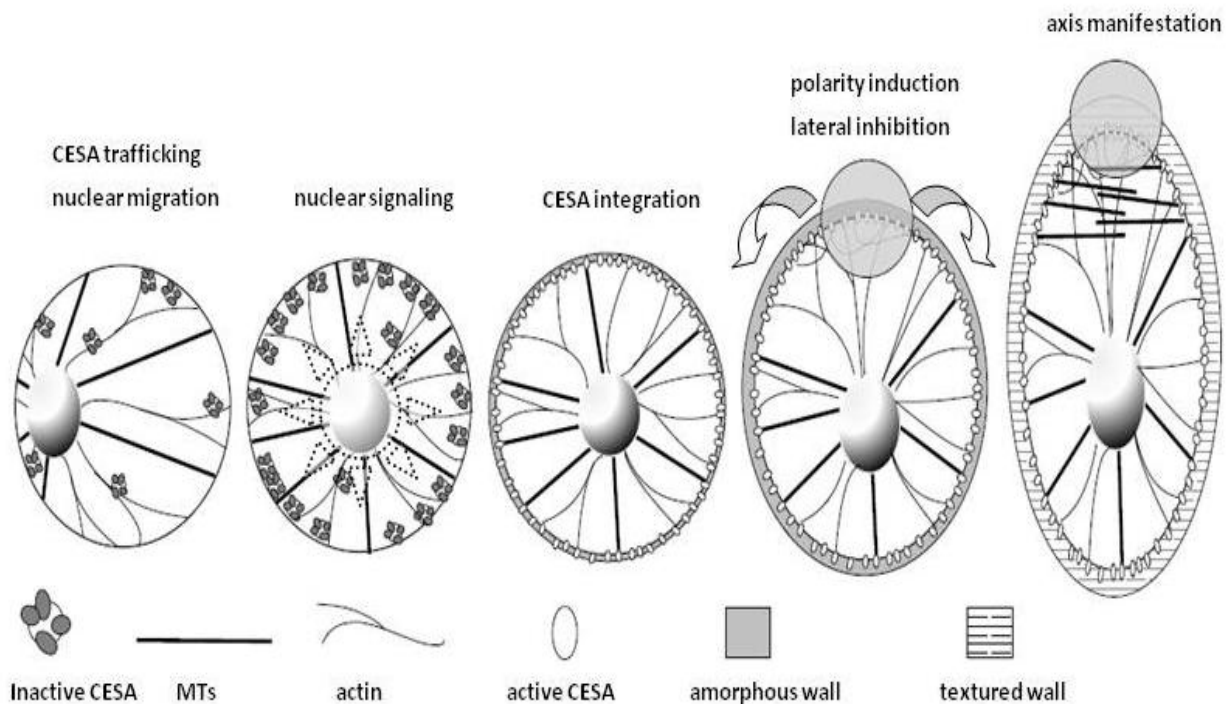 axis manifestation
polarity induction
lateral inhibition
CESA trafficking
nuclear migration
nuclear signaling
CESA integration
Inactive CESA
MTs
actin
active CESA
amorphous wall
textured wall